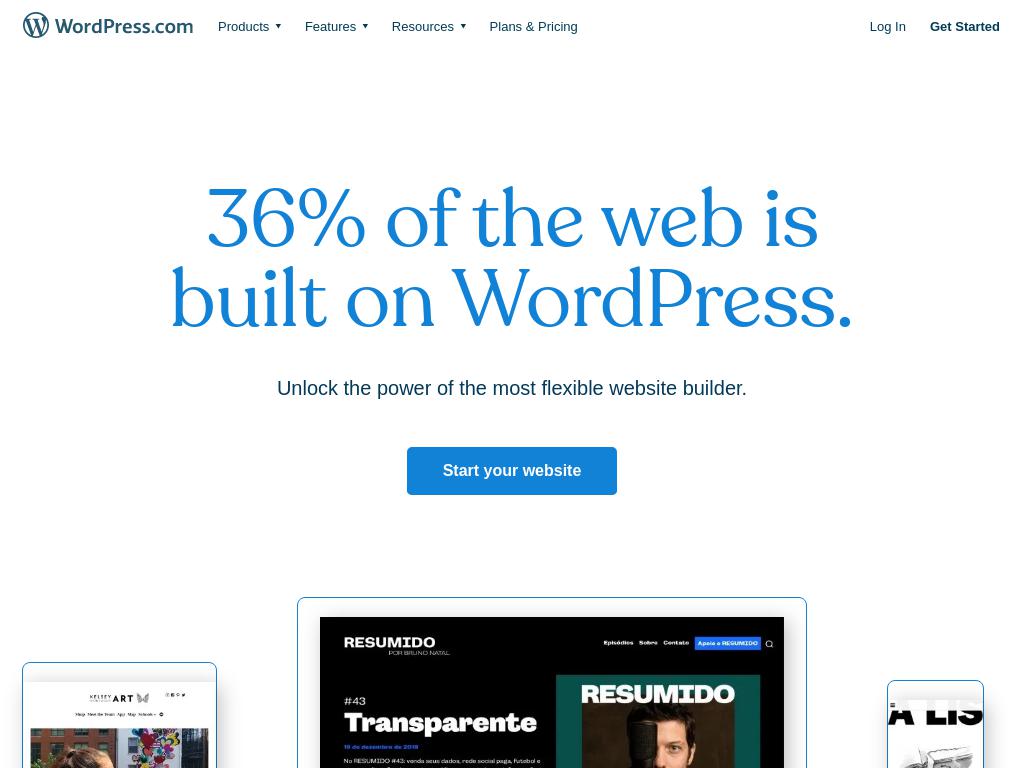 WordPress.com Products Features Resources Plans & Pricing Log In Get Started
36% of the web is
built on WordPress.
Unlock the power of the most flexible website builder.
Start your website
RESUMIDO
POR BRUNO NATAL
Episódios Sobre Contato Apoie o RESUMIDO
#43
Transparente
19 de dezembro de 2019
No RESUMIDO #43: venda seus dados, rede social paga, futebol e
RESUMIDO
KELSEY
ART
Shop Meet the Team App Map Schools
A LIS